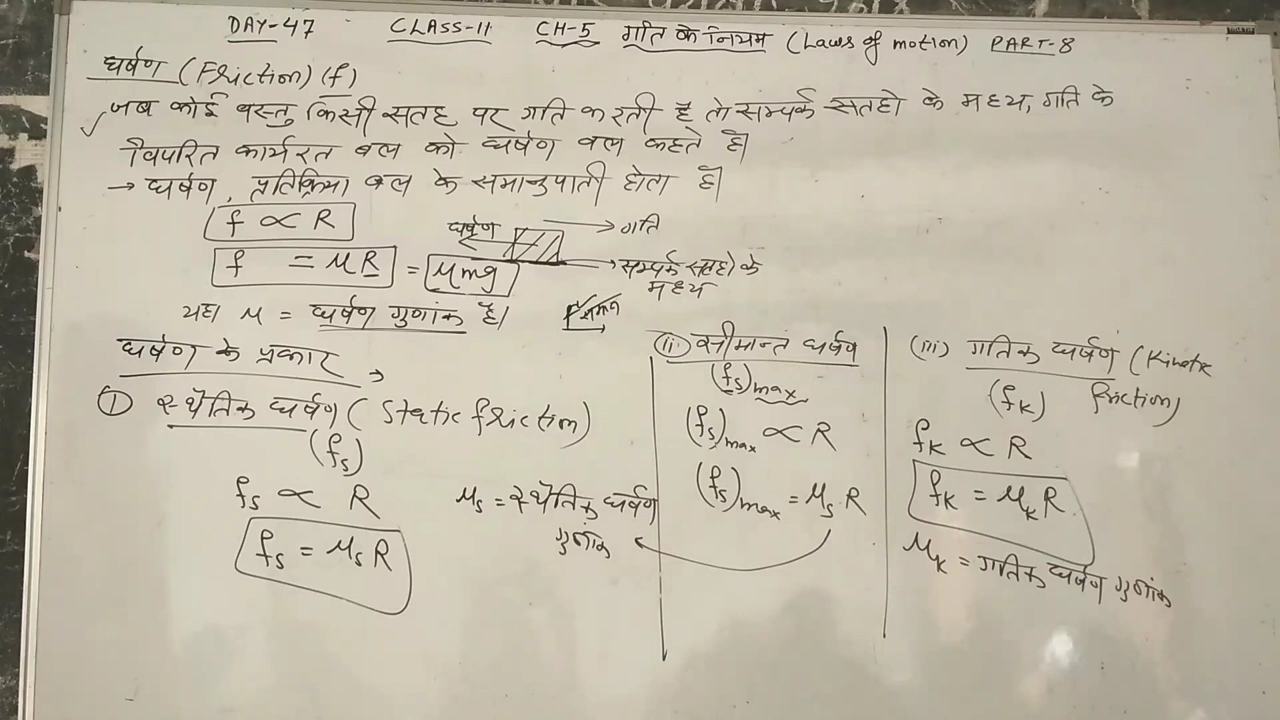 DAY-47 CLASS-11 CH-5 गति के नियम (Laws of motion) PART-8
घर्षण (Friction) (f)
जब कोई वस्तु किसी सतह पर गति करती है तो सम्पर्क सतहो के मध्य, गति के
विपरित कार्यरत बल को घर्षण बल कहते है।
→ घर्षण, प्रतिक्रिया बल के समानुपाती होता है।
f ∝ R
घर्षण → गति
f = μR = μmg
→ सम्पर्क सतहो के
मध्य
यहा μ = घर्षण गुणांक है।
घर्षण के प्रकार →
① स्थैतिक घर्षण (Static friction)
(fs)
fs ∝ R
fs = μs R
μs = स्थैतिक घर्षण
गुणांक
(ii) सीमान्त घर्षण
(fs)max
(fs)max ∝ R
(fs)max = μs R
(iii) गतिक घर्षण (Kinetic
(fK) friction)
fK ∝ R
fK = μK R
μK = गतिक घर्षण गुणांक